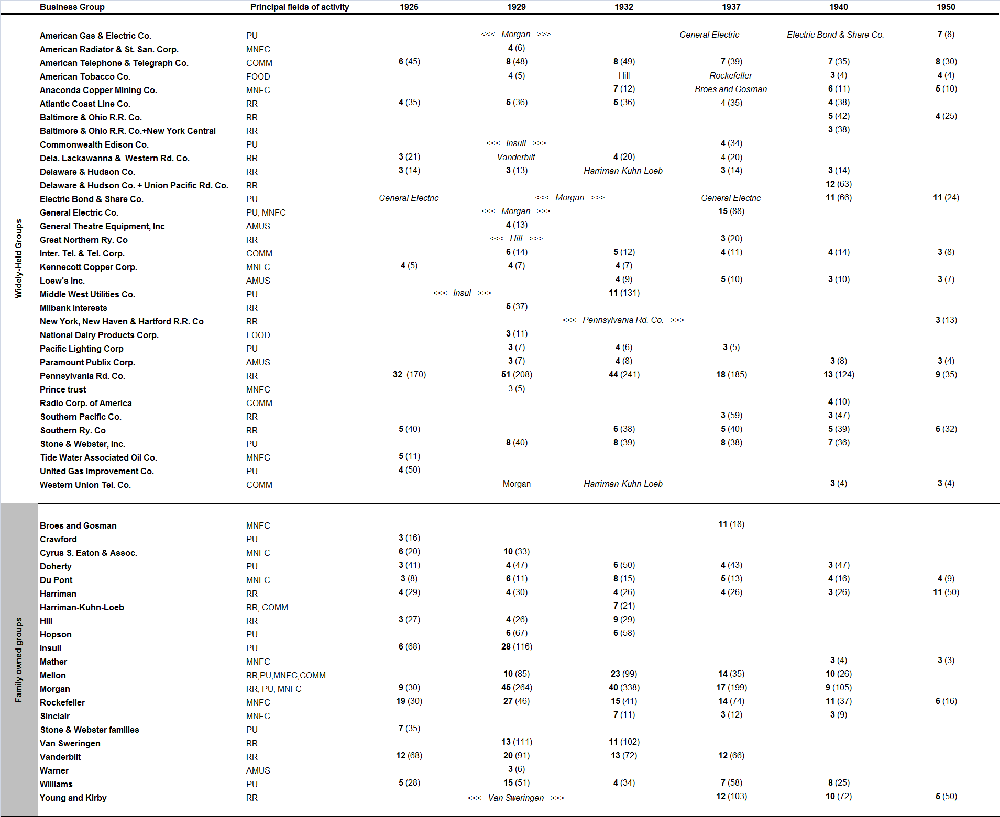 Business Group Principal fields of activity 1926 1929 1932 1937 1940 1950
Widely-Held Groups
American Gas & Electric Co. PU <<< Morgan >>> General Electric Electric Bond & Share Co. 7 (8)
American Radiator & St. San. Corp. MNFC 4 (6)
American Telephone & Telegraph Co. COMM 6 (45) 8 (48) 8 (49) 7 (39) 7 (35) 8 (30)
American Tobacco Co. FOOD 4 (5) Hill Rockefeller 3 (4) 4 (4)
Anaconda Copper Mining Co. MNFC 7 (12) Broes and Gosman 6 (11) 5 (10)
Atlantic Coast Line Co. RR 4 (35) 5 (36) 5 (36) 4 (35) 4 (38)
Baltimore & Ohio R.R. Co. RR 5 (42) 4 (25)
Baltimore & Ohio R.R. Co.+New York Central RR 3 (38)
Commonwealth Edison Co. PU <<< Insull >>> 4 (34)
Dela. Lackawanna & Western Rd. Co. RR 3 (21) Vanderbilt 4 (20) 4 (20)
Delaware & Hudson Co. RR 3 (14) 3 (13) Harriman-Kuhn-Loeb 3 (14) 3 (14)
Delaware & Hudson Co. + Union Pacific Rd. Co. RR 12 (63)
Electric Bond & Share Co. PU General Electric <<< Morgan >>> General Electric 11 (66) 11 (24)
General Electric Co. PU, MNFC <<< Morgan >>> 15 (88)
General Theatre Equipment, Inc AMUS 4 (13)
Great Northern Ry. Co RR <<< Hill >>> 3 (20)
Inter. Tel. & Tel. Corp. COMM 6 (14) 5 (12) 4 (11) 4 (14) 3 (8)
Kennecott Copper Corp. MNFC 4 (5) 4 (7) 4 (7)
Loew's Inc. AMUS 4 (9) 5 (10) 3 (10) 3 (7)
Middle West Utilities Co. PU <<< Insul >>> 11 (131)
Milbank interests RR 5 (37)
New York, New Haven & Hartford R.R. Co RR <<< Pennsylvania Rd. Co. >>> 3 (13)
National Dairy Products Corp. FOOD 3 (11)
Pacific Lighting Corp PU 3 (7) 4 (6) 3 (5)
Paramount Publix Corp. AMUS 3 (7) 4 (8) 3 (8) 3 (4)
Pennsylvania Rd. Co. RR 32 (170) 51 (208) 44 (241) 18 (185) 13 (124) 9 (35)
Prince trust MNFC 3 (5)
Radio Corp. of America COMM 4 (10)
Southern Pacific Co. RR 3 (59) 3 (47)
Southern Ry. Co RR 5 (40) 6 (38) 5 (40) 5 (39) 6 (32)
Stone & Webster, Inc. PU 8 (40) 8 (39) 8 (38) 7 (36)
Tide Water Associated Oil Co. MNFC 5 (11)
United Gas Improvement Co. PU 4 (50)
Western Union Tel. Co. COMM Morgan Harriman-Kuhn-Loeb 3 (4) 3 (4)
Family owned groups
Broes and Gosman MNFC 11 (18)
Crawford PU 3 (16)
Cyrus S. Eaton & Assoc. MNFC 6 (20) 10 (33)
Doherty PU 3 (41) 4 (47) 6 (50) 4 (43) 3 (47)
Du Pont MNFC 3 (8) 6 (11) 8 (15) 5 (13) 4 (16) 4 (9)
Harriman RR 4 (29) 4 (30) 4 (26) 4 (26) 3 (26) 11 (50)
Harriman-Kuhn-Loeb RR, COMM 7 (21)
Hill RR 3 (27) 4 (26) 9 (29)
Hopson PU 6 (67) 6 (58)
Insull PU 6 (68) 28 (116)
Mather MNFC 3 (4) 3 (3)
Mellon RR,PU,MNFC,COMM 10 (85) 23 (99) 14 (35) 10 (26)
Morgan RR, PU, MNFC 9 (30) 45 (264) 40 (338) 17 (199) 9 (105)
Rockefeller MNFC 19 (30) 27 (46) 15 (41) 14 (74) 11 (37) 6 (16)
Sinclair MNFC 7 (11) 3 (12) 3 (9)
Stone & Webster families PU 7 (35)
Van Sweringen RR 13 (111) 11 (102)
Vanderbilt RR 12 (68) 20 (91) 13 (72) 12 (66)
Warner AMUS 3 (6)
Williams PU 5 (28) 15 (51) 4 (34) 7 (58) 8 (25)
Young and Kirby RR <<< Van Sweringen >>> 12 (103) 10 (72) 5 (50)